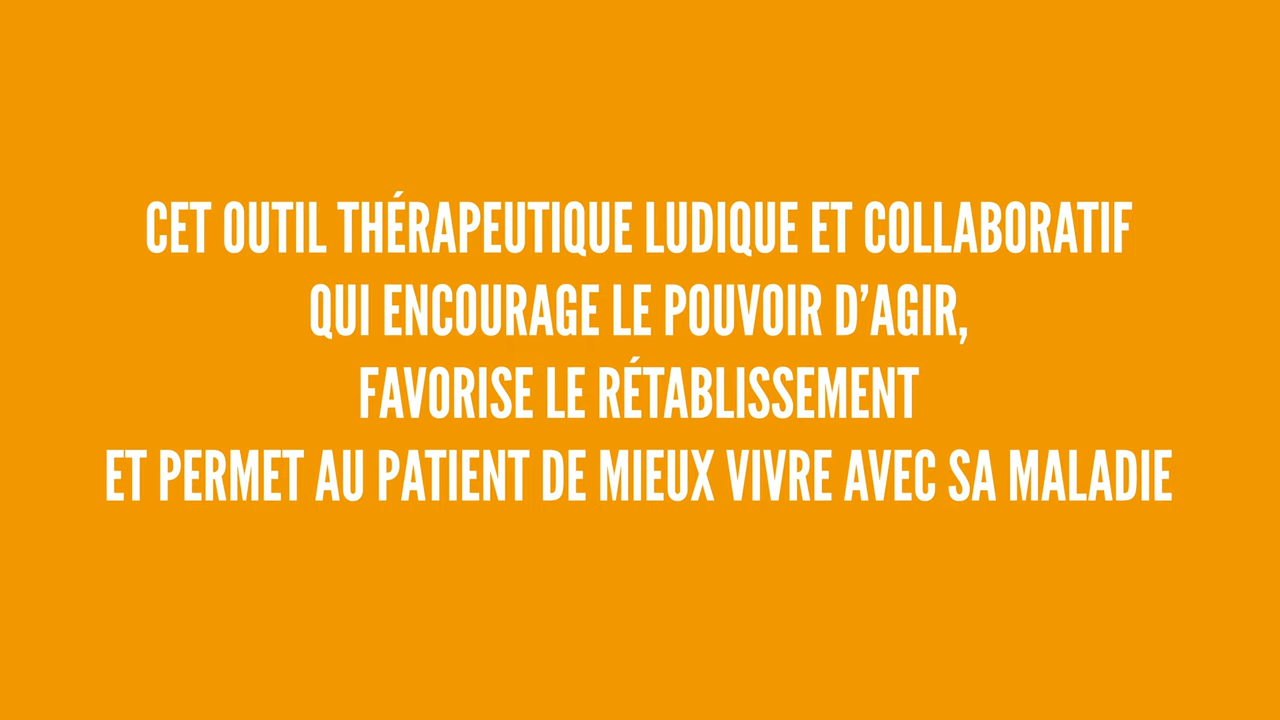 CET OUTIL THÉRAPEUTIQUE LUDIQUE ET COLLABORATIF
QUI ENCOURAGE LE POUVOIR D’AGIR,
FAVORISE LE RÉTABLISSEMENT
ET PERMET AU PATIENT DE MIEUX VIVRE AVEC SA MALADIE